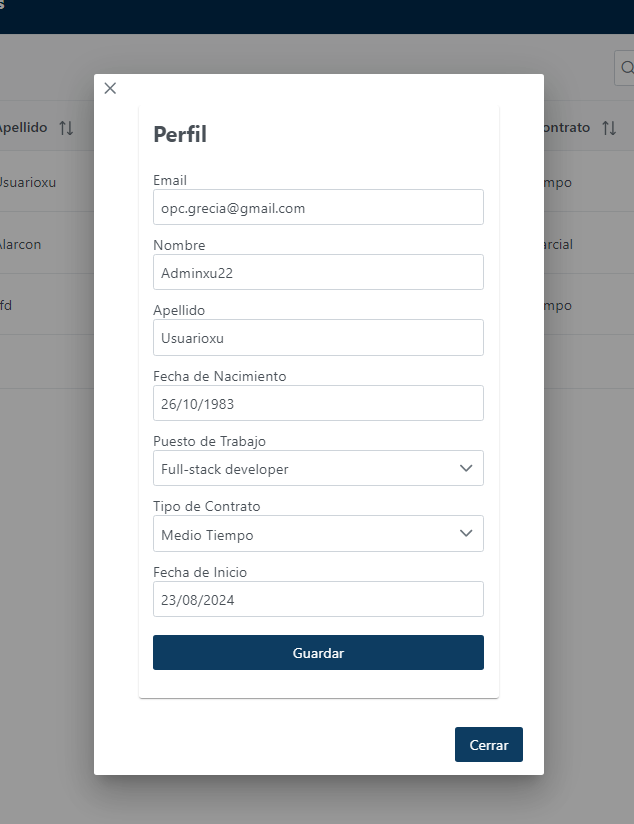 s
Perfil
Email
opc.grecia@gmail.com
Nombre
Adminxu22
Apellido
Usuarioxu
Fecha de Nacimiento
26/10/1983
Puesto de Trabajo
Full-stack developer
Tipo de Contrato
Medio Tiempo
Fecha de Inicio
23/08/2024
Guardar
Cerrar
pellido
ontrato
Usuarioxu
mpo
Alarcon
arcial
fd
mpo